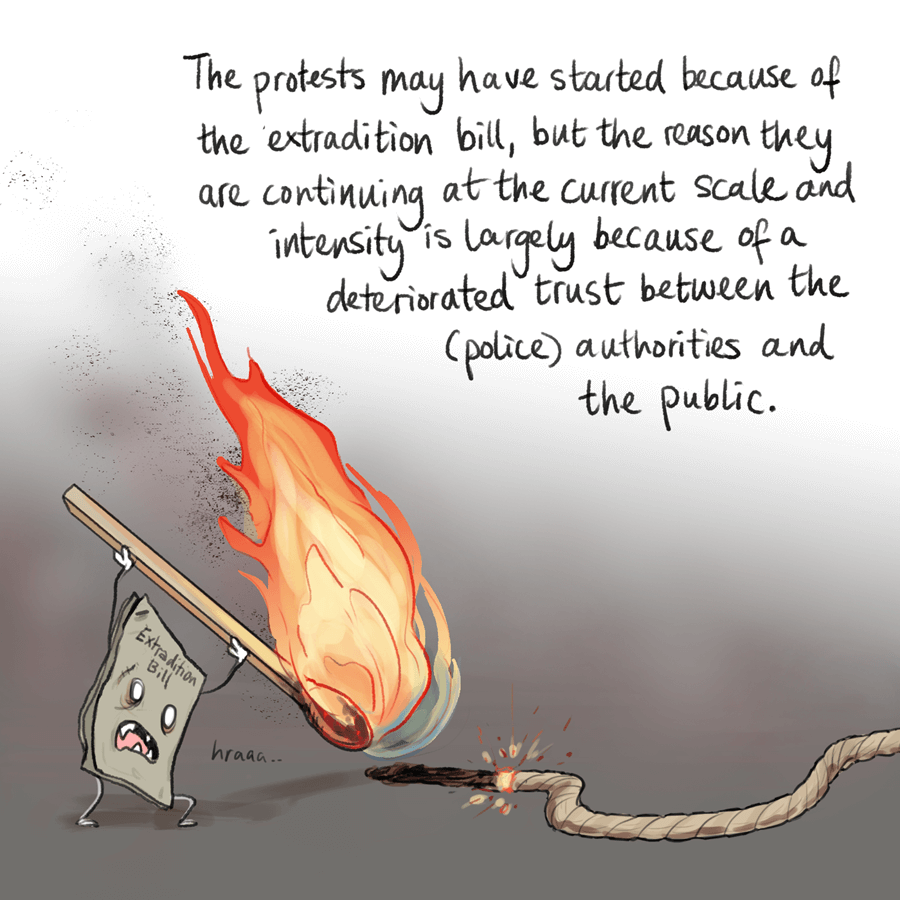 The protests may have started because of
the extradition bill, but the reason they
are continuing at the current scale and
intensity is largely because of a
deteriorated trust between the
(police) authorities and
the public.
Extradition
Bill
hraaa..